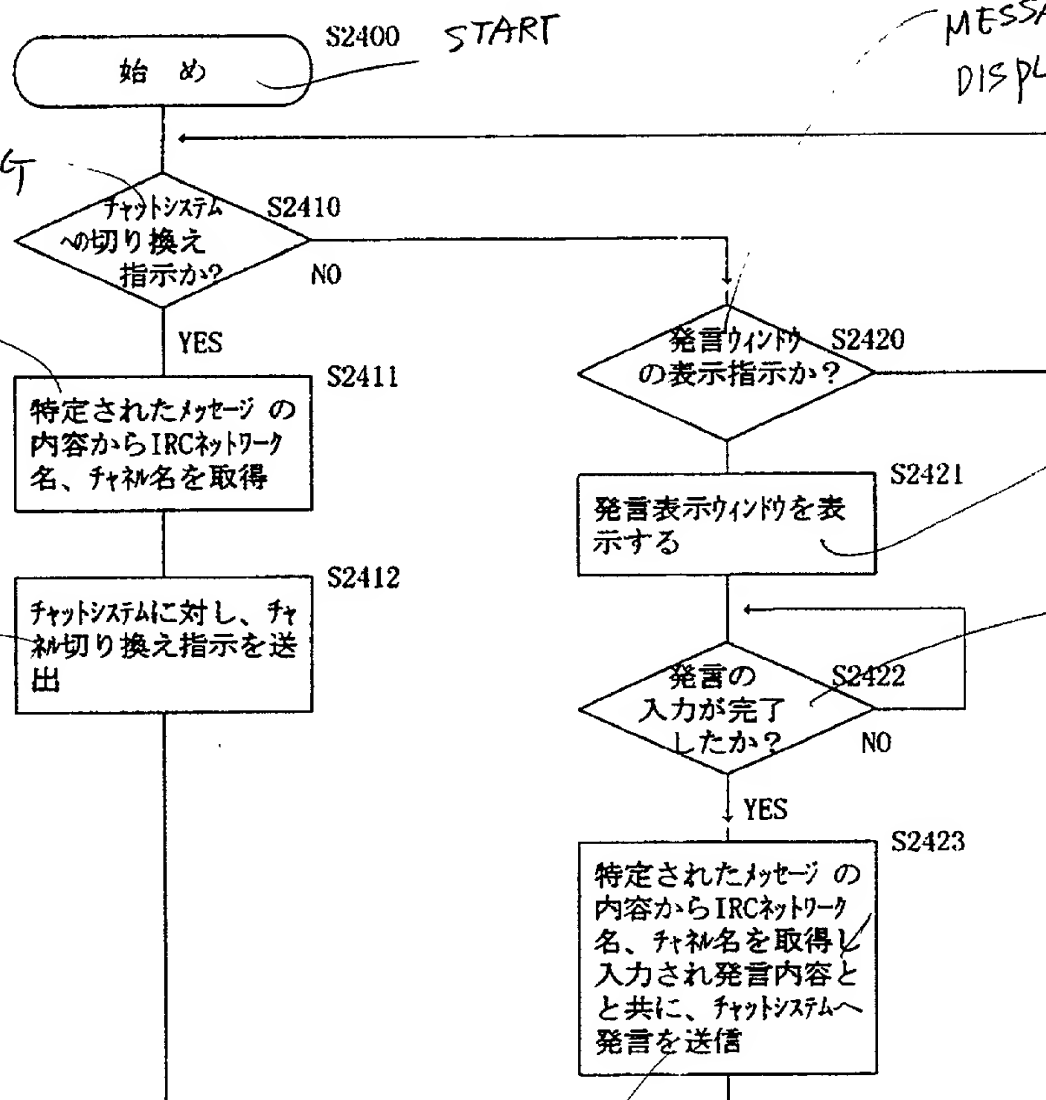 S2400 START
始 め
MESSA
DISPL
G
チャットシステム
への切り換え
指示か?
S2410
NO
YES
S2411
特定されたメッセージ の
内容からIRCネットワーク
名、チャネル名を取得
S2412
チャットシステムに対し、チャ
ネル切り換え指示を送
出
発言ウィンドウ
の表示指示か?
S2420
S2421
発言表示ウィンドウを表
示する
発言の
入力が完了
したか?
S2422
NO
YES
S2423
特定されたメッセージ の
内容からIRCネットワーク
名、チャネル名を取得し
入力され発言内容と
と共に、チャットシステムへ
発言を送信